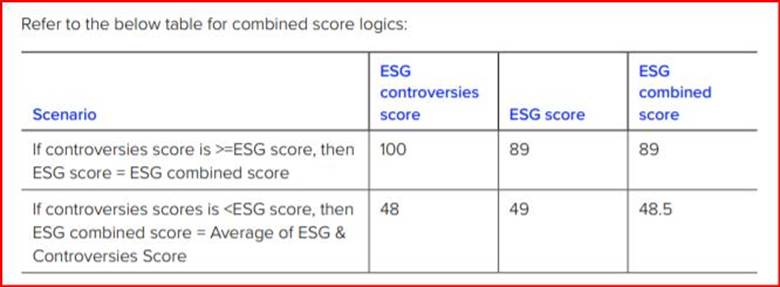 Refer to the below table for combined score logics:
Scenario
ESG
controversies
score
ESG score
ESG
combined
score
If controversies score is >=ESG score, then
ESG score = ESG combined score
100
89
89
If controversies scores is <ESG score, then
ESG combined score = Average of ESG &
Controversies Score
48
49
48.5